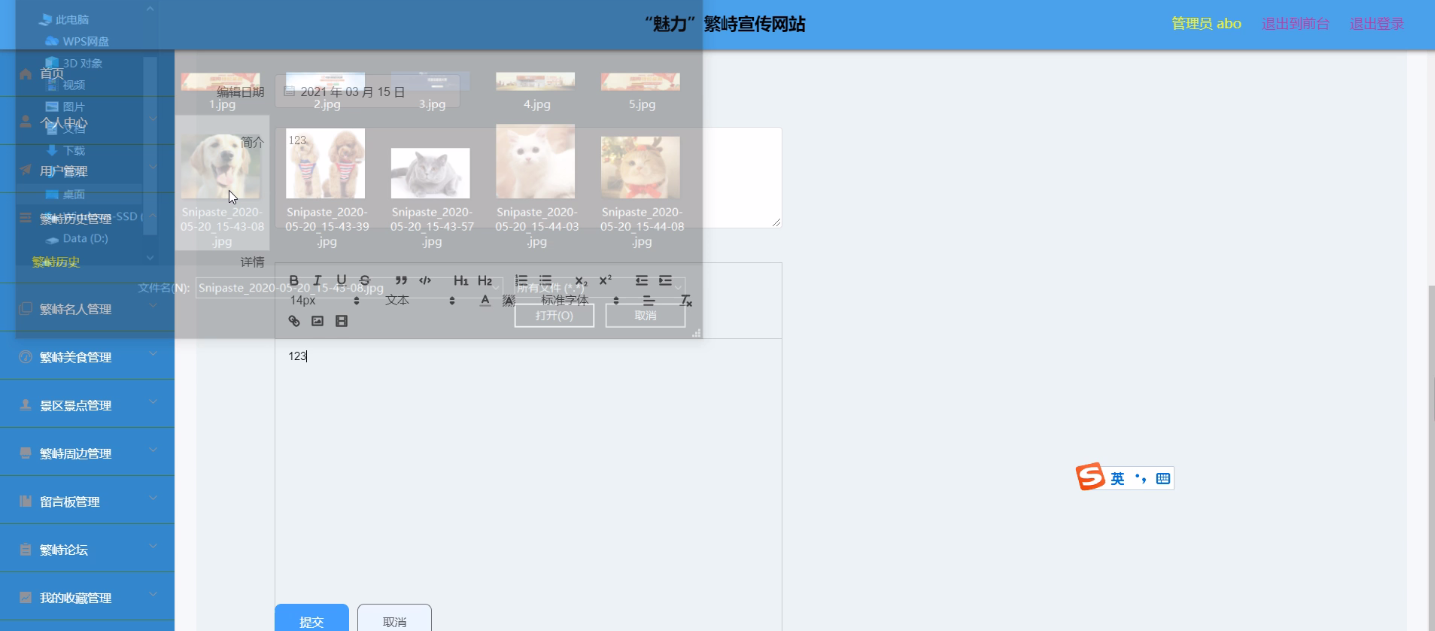 “魅力”繁峙宣传网站
管理员 abo
退出到前台
退出登录
此电脑
WPS网盘
3D 对象
首页
视频
图片
个人中心
文档
下载
用户管理
桌面
繁峙历史管理
-SSD (
Data (D:)
繁峙历史
繁峙名人管理
繁峙美食管理
景区景点管理
繁峙周边管理
留言板管理
繁峙论坛
我的收藏管理
编辑日期
2021 年 03 月 15 日
1.jpg
2.jpg
3.jpg
4.jpg
5.jpg
简介
123
Snipaste_2020-05-20_15-43-08.jpg
Snipaste_2020-05-20_15-43-39.jpg
Snipaste_2020-05-20_15-43-57.jpg
Snipaste_2020-05-20_15-44-03.jpg
Snipaste_2020-05-20_15-44-08.jpg
详情
B I U S H1 H2 X2 X2
文件名(N):
Snipaste_2020-05-20_15-43-08.jpg
所有文件 (*.*)
14px
文本
标准字体
打开(O)
取消
123
英
提交
取消